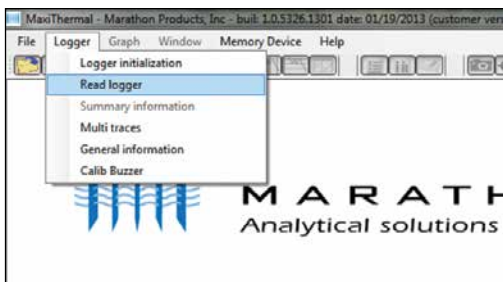 MaxiThermal - Marathon Products, Inc - buil: 1.0.5326.1301 date: 01/19/2013 (customer ver
File Logger Graph Window Memory Device Help
Logger initialization
Read logger
Summary information
Multi traces
General information
Calib Buzzer
MARATH
Analytical solutions